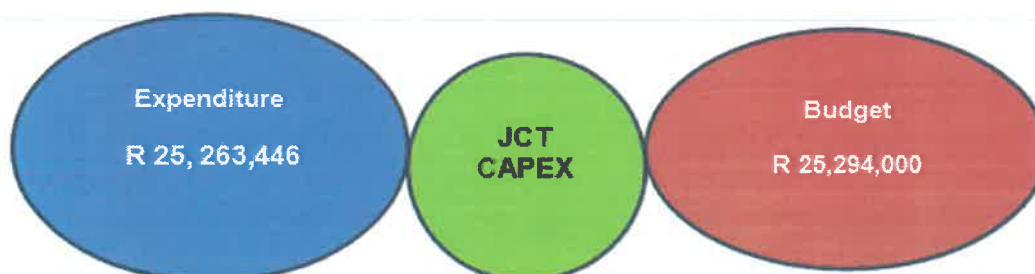 Expenditure
R 25, 263,446
JCT
CAPEX
Budget
R 25,294,000